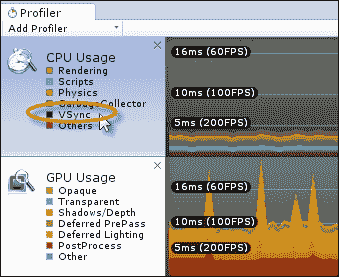 Profiler
Add Profiler
CPU Usage
Rendering
Scripts
Physics
Garbage Collector
VSync
Others
16ms (60FPS)
10ms (100FPS)
5ms (200FPS)
GPU Usage
Opaque
Transparent
Shadows/Depth
Deferred PrePass
Deferred Lighting
PostProcess
Other
16ms (60FPS)
10ms (100FPS)
5ms (200FPS)